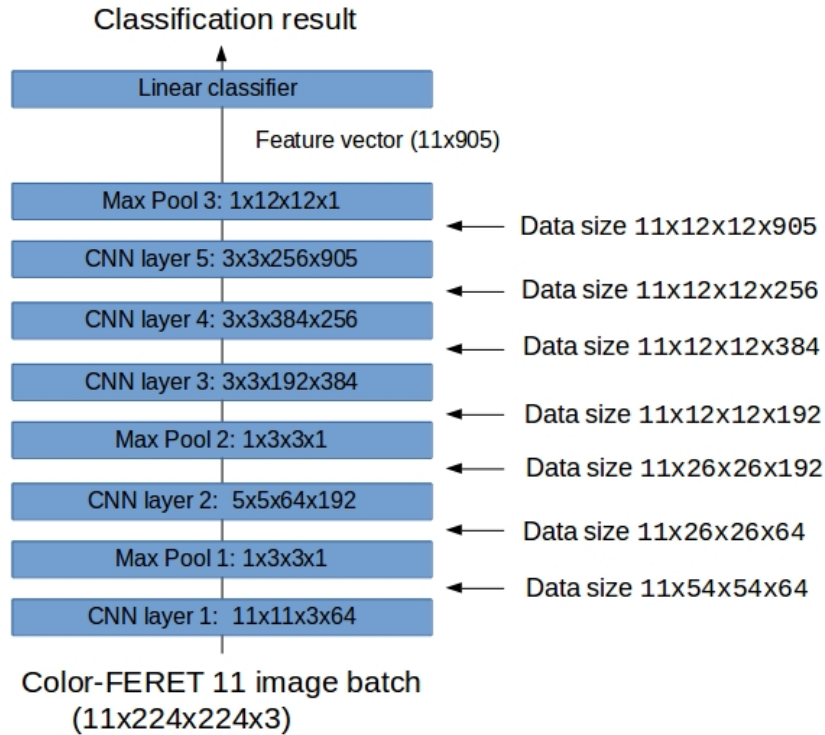 Classification result
Linear classifier
Feature vector (11x905)
Max Pool 3: 1x12x12x1
Data size 11x12x12x905
CNN layer 5: 3x3x256x905
Data size 11x12x12x256
CNN layer 4: 3x3x384x256
Data size 11x12x12x384
CNN layer 3: 3x3x192x384
Data size 11x12x12x192
Max Pool 2: 1x3x3x1
Data size 11x26x26x192
CNN layer 2: 5x5x64x192
Data size 11x26x26x64
Max Pool 1: 1x3x3x1
Data size 11x54x54x64
CNN layer 1: 11x11x3x64
Color-FERET 11 image batch
(11x224x224x3)